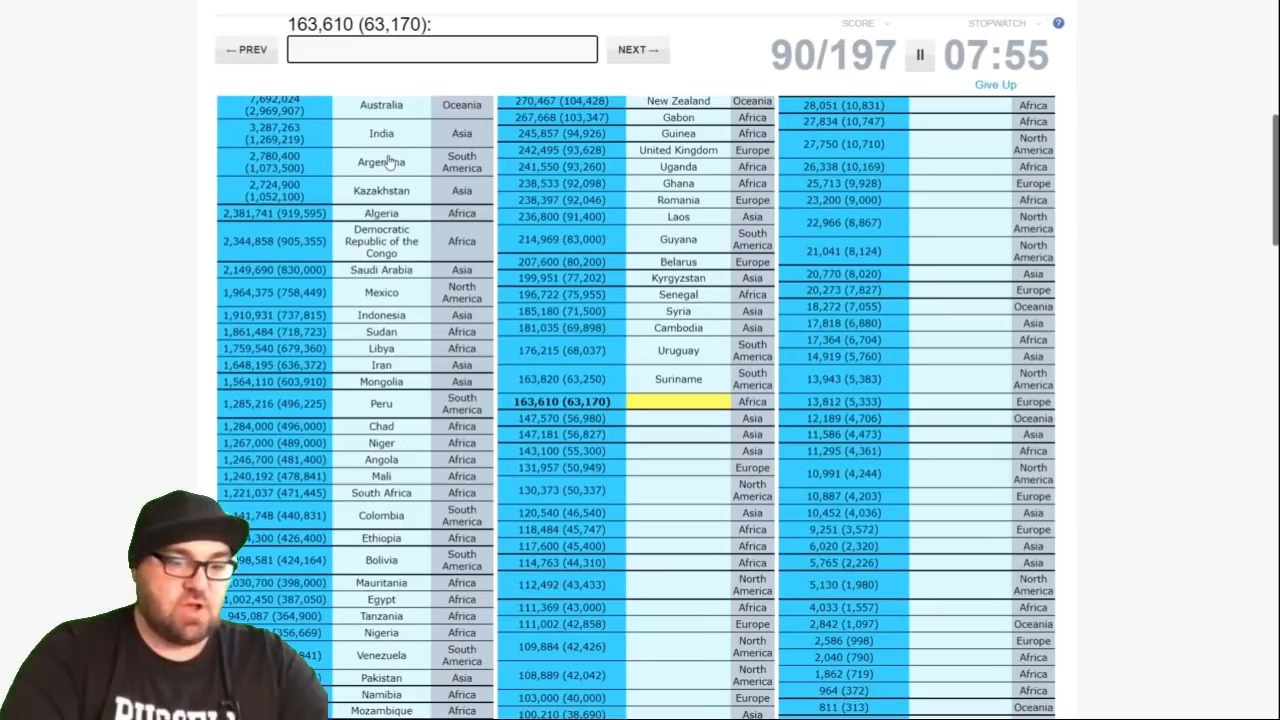 163,610 (63,170):
SCORE
STOPWATCH
?
← PREV
NEXT →
90/197
07:55
Give Up
7,692,024
(2,969,907)
Australia
Oceania
3,287,263
(1,269,219)
India
Asia
2,780,400
(1,073,500)
South
America
2,724,900
(1,052,100)
Kazakhstan
Asia
2,381,741 (919,595)
Algeria
Africa
2,344,858 (905,355)
Democratic
Republic of the
Congo
Africa
2,149,690 (830,000)
Saudi Arabia
Asia
1,964,375 (758,449)
Mexico
North
America
1,910,931 (737,815)
Indonesia
Asia
1,861,484 (718,723)
Sudan
Africa
1,759,540 (679,360)
Libya
Africa
1,648,195 (636,372)
Iran
Asia
1,564,110 (603,910)
Mongolia
Asia
1,285,216 (496,225)
Peru
South
America
1,284,000 (496,000)
Chad
Africa
1,267,000 (489,000)
Niger
Africa
1,246,700 (481,400)
Angola
Africa
1,240,192 (478,841)
Mali
Africa
1,221,037 (471,445)
South Africa
Africa
(440,831)
Colombia
South
America
(426,400)
Ethiopia
Africa
(424,164)
Bolivia
South
America
(398,000)
Mauritania
Africa
1,002,450 (387,050)
Egypt
Africa
945,087 (364,900)
Tanzania
Africa
Nigeria
Africa
Venezuela
South
America
Pakistan
Asia
Namibia
Africa
Mozambique
Africa
270,467 (104,428)
New Zealand
Oceania
267,668 (103,347)
Gabon
Africa
245,857 (94,926)
Guinea
Africa
242,495 (93,628)
United Kingdom
Europe
241,550 (93,260)
Uganda
Africa
238,533 (92,098)
Ghana
Africa
238,397 (92,046)
Romania
Europe
236,800 (91,400)
Laos
Asia
214,969 (83,000)
Guyana
South
America
207,600 (80,200)
Belarus
Europe
199,951 (77,202)
Kyrgyzstan
Asia
196,722 (75,955)
Senegal
Africa
185,180 (71,500)
Syria
Asia
181,035 (69,898)
Cambodia
Asia
176,215 (68,037)
Uruguay
South
America
163,820 (63,250)
Suriname
South
America
163,610 (63,170)
Africa
147,570 (56,980)
Asia
147,181 (56,827)
Asia
143,100 (55,300)
Asia
131,957 (50,949)
Europe
130,373 (50,337)
North
America
120,540 (46,540)
Asia
118,484 (45,747)
Africa
117,600 (45,400)
Africa
114,763 (44,310)
Africa
112,492 (43,433)
North
America
111,369 (43,000)
Africa
111,002 (42,858)
Europe
109,884 (42,426)
North
America
108,889 (42,042)
North
America
103,000 (40,000)
Europe
100,210 (38,690)
Asia
28,051 (10,831)
Africa
27,834 (10,747)
Africa
27,750 (10,710)
North
America
26,338 (10,169)
Africa
25,713 (9,928)
Europe
23,200 (9,000)
Africa
22,966 (8,867)
North
America
21,041 (8,124)
North
America
20,770 (8,020)
Asia
20,273 (7,827)
Europe
18,272 (7,055)
Oceania
17,818 (6,880)
Asia
17,364 (6,704)
Africa
14,919 (5,760)
Asia
13,943 (5,383)
North
America
13,812 (5,333)
Europe
12,189 (4,706)
Oceania
11,586 (4,473)
Asia
11,295 (4,361)
Africa
10,991 (4,244)
North
America
10,887 (4,203)
Europe
10,452 (4,036)
Asia
9,251 (3,572)
Europe
6,020 (2,320)
Asia
5,765 (2,226)
Asia
5,130 (1,980)
North
America
4,033 (1,557)
Africa
2,842 (1,097)
Oceania
2,586 (998)
Europe
2,040 (790)
Africa
1,862 (719)
Africa
964 (372)
Africa
811 (313)
Oceania